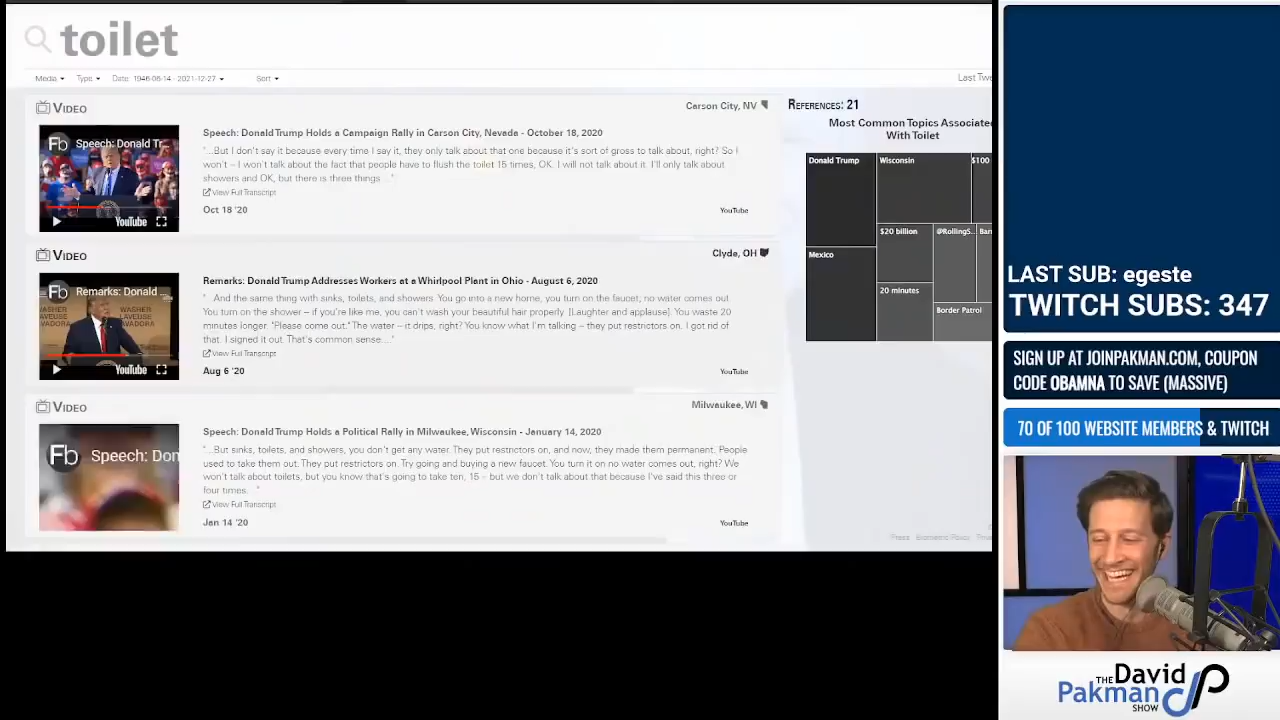 toilet
Media
Type
Date: 1946-06-14 - 2021-12-27
Sort
Last Twe
VIDEO
Carson City, NV
Fb
Speech: Donald Tr...
YouTube
Speech: Donald Trump Holds a Campaign Rally in Carson City, Nevada - October 18, 2020
"...But I don't say it because every time I say it, they only talk about that one because it's sort of gross to talk about, right? So I
won't – I won't talk about the fact that people have to flush the toilet 15 times, OK. I will not talk about it. I'll only talk about
showers and OK, but there is three things ..."
View Full Transcript
Oct 18 '20
YouTube
VIDEO
Clyde, OH
Fb
Remarks: Donald ...
WASHER
YouTube
Remarks: Donald Trump Addresses Workers at a Whirlpool Plant in Ohio - August 6, 2020
"...And the same thing with sinks, toilets, and showers. You go into a new home, you turn on the faucet; no water comes out.
You turn on the shower – if you're like me, you can't wash your beautiful hair properly. [Laughter and applause]. You waste 20
minutes longer. "Please come out." The water – it drips, right? You know what I'm talking – they put restrictors on. I got rid of
that. I signed it out. That's common sense...."
View Full Transcript
Aug 6 '20
YouTube
VIDEO
Milwaukee, WI
Fb
Speech: Don
Speech: Donald Trump Holds a Political Rally in Milwaukee, Wisconsin - January 14, 2020
"...But sinks, toilets, and showers, you don't get any water. They put restrictors on, and now, they made them permanent. People
used to take them out. They put restrictors on. Try going and buying a new faucet. You turn it on no water comes out, right? We
won't talk about toilets, but you know that's going to take ten, 15 – but we don't talk about that because I've said this three or
four times. "
View Full Transcript
Jan 14 '20
YouTube
REFERENCES: 21
Most Common Topics Associate
With Toilet
Donald Trump
Wisconsin
$100
$20 billion
@RollingS...
Mexico
20 minutes
Border Patrol
Press
LAST SUB: egeste
TWITCH SUBS: 347
SIGN UP AT JOINPAKMAN.COM, COUPON
CODE OBAMNA TO SAVE (MASSIVE)
70 OF 100 WEBSITE MEMBERS & TWITCH
THE David
Pakman
SHOW